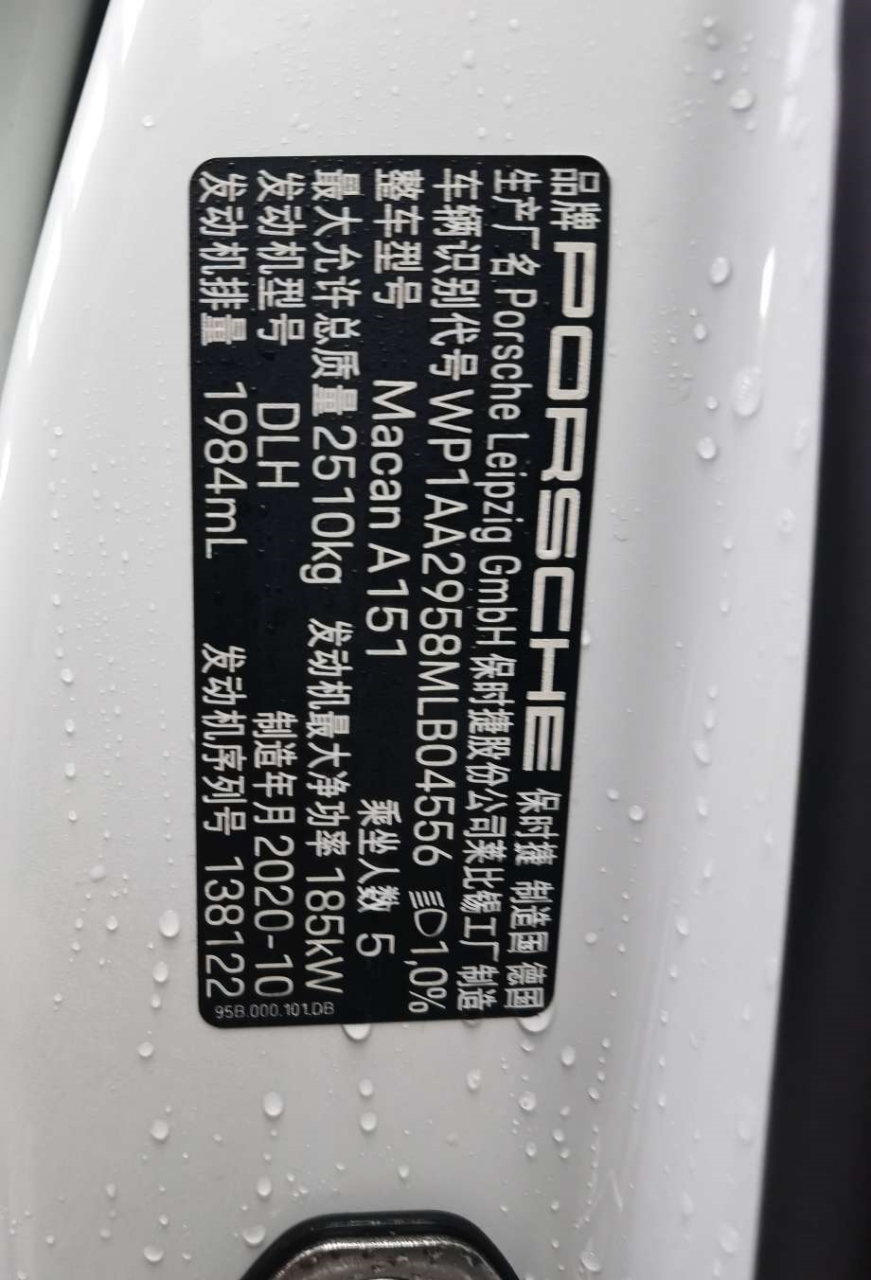 品牌 PORSCHE 保时捷 制造国 德国
生产厂名 Porsche Leipzig GmbH 保时捷股份公司莱比锡工厂 制造
车辆识别代号 WP1AA2958MLB04556 1,0%
整车型号 Macan A151 乘坐人数 5
最大允许总质量 2510kg 发动机最大净功率 185kW
发动机型号 DLH 制造年月 2020-10
发动机排量 1984mL 发动机序列号 138122
95B.000.101.DB